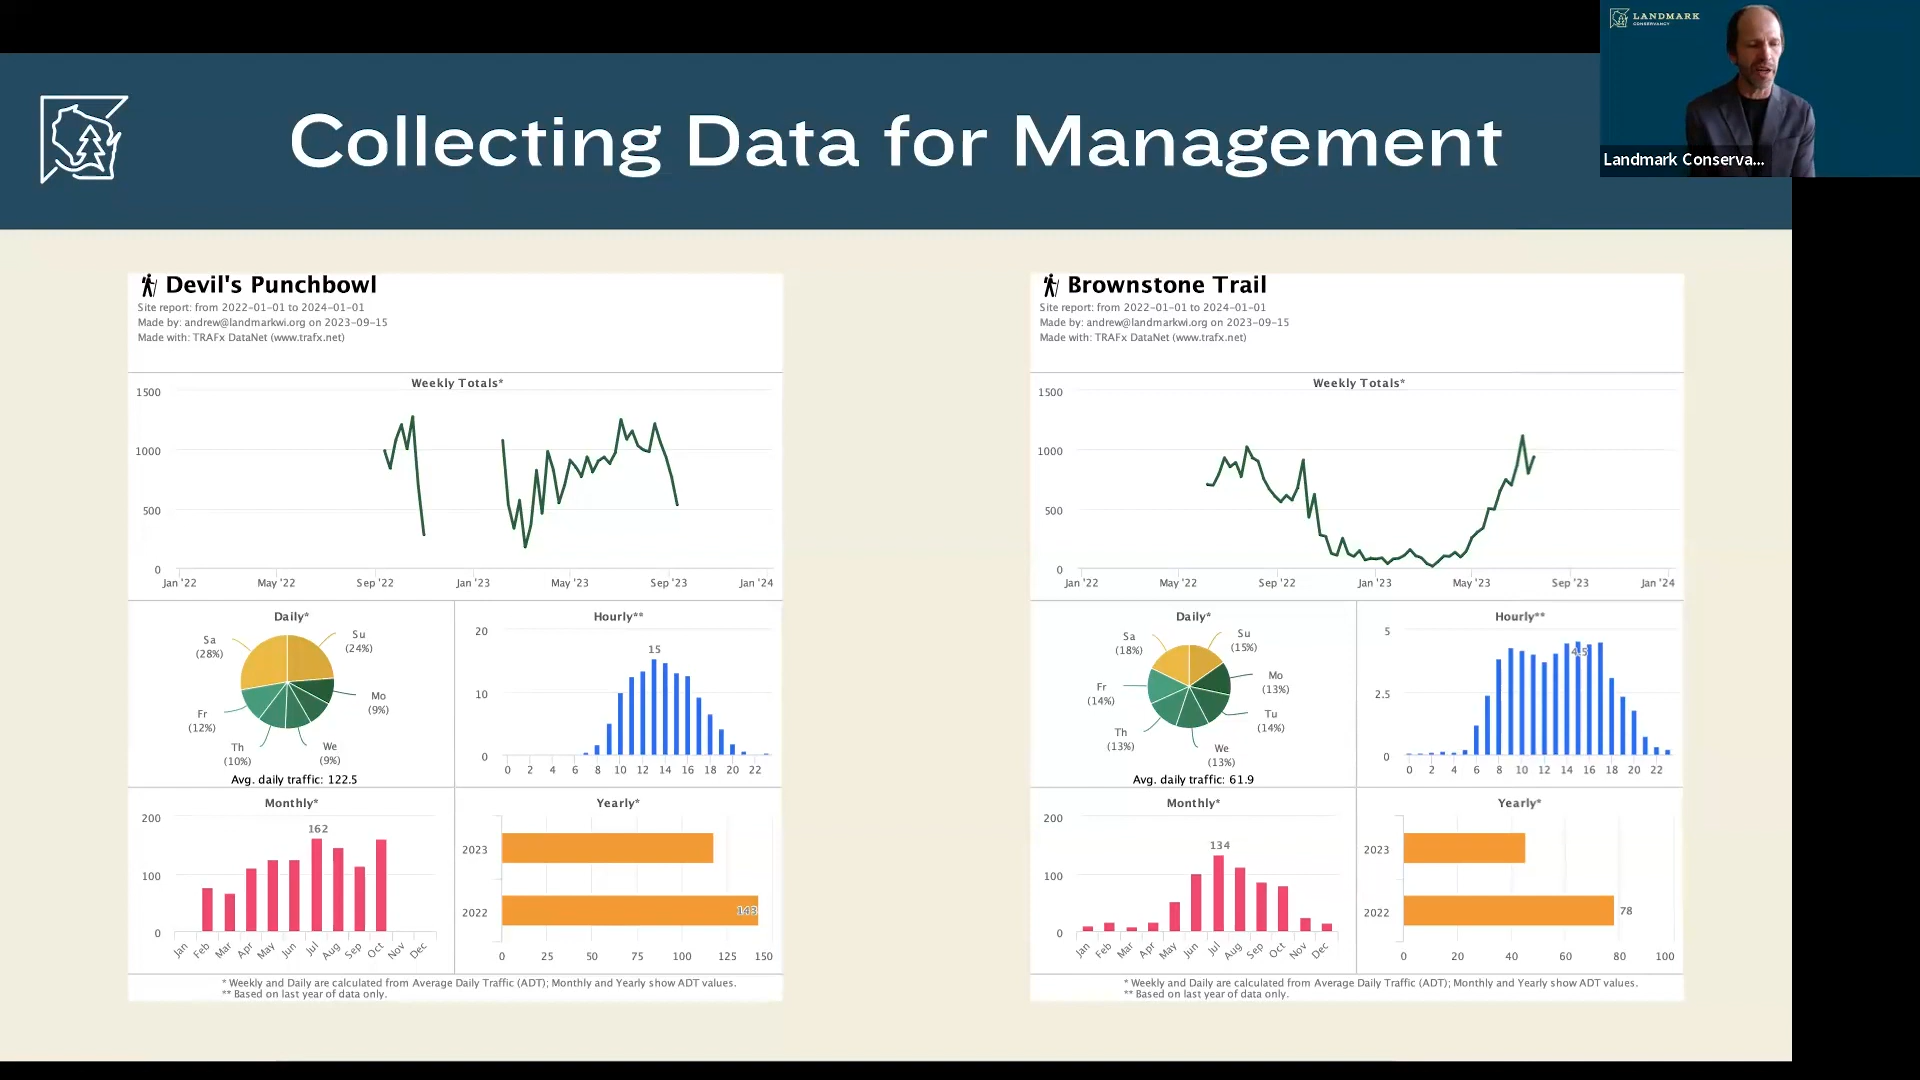 LANDMARK
CONSERVANCY
Landmark Conserva...
Collecting Data for Management
Devil's Punchbowl
Site report: from 2022-01-01 to 2024-01-01
Made by: andrew@landmarkwi.org on 2023-09-15
Made with: TRAFx DataNet (www.trafx.net)
Weekly Totals*
1500
1000
500
0
Jan '22 May '22 Sep '22 Jan '23 May '23 Sep '23 Jan '24
Daily*
Su
(24%)
Mo
(9%)
We
(9%)
Th
(10%)
Fr
(12%)
Sa
(28%)
Avg. daily traffic: 122.5
Hourly**
20
10
0
15
0 2 4 6 8 10 12 14 16 18 20 22
Monthly*
200
100
0
162
Jan Feb Mar Apr May Jun Jul Aug Sep Oct Nov Dec
Yearly*
2023
2022
143
0 25 50 75 100 125 150
* Weekly and Daily are calculated from Average Daily Traffic (ADT); Monthly and Yearly show ADT values.
** Based on last year of data only.
Brownstone Trail
Site report: from 2022-01-01 to 2024-01-01
Made by: andrew@landmarkwi.org on 2023-09-15
Made with: TRAFx DataNet (www.trafx.net)
Weekly Totals*
1500
1000
500
0
Jan '22 May '22 Sep '22 Jan '23 May '23 Sep '23 Jan '24
Daily*
Su
(15%)
Mo
(13%)
Tu
(14%)
We
(13%)
Th
(13%)
Fr
(14%)
Sa
(18%)
Avg. daily traffic: 61.9
Hourly**
5
2.5
0
4.5
0 2 4 6 8 10 12 14 16 18 20 22
Monthly*
200
100
0
134
Jan Feb Mar Apr May Jun Jul Aug Sep Oct Nov Dec
Yearly*
2023
2022
78
0 20 40 60 80 100
* Weekly and Daily are calculated from Average Daily Traffic (ADT); Monthly and Yearly show ADT values.
** Based on last year of data only.